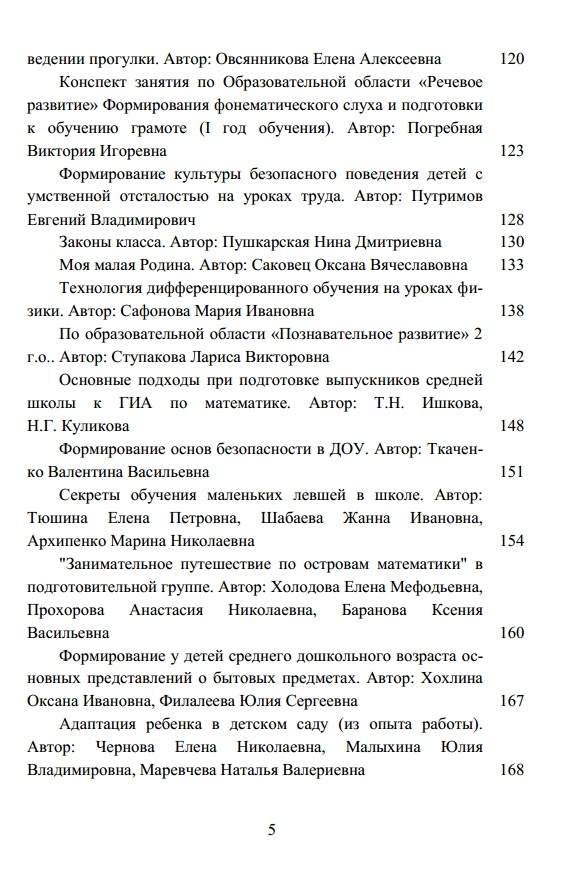 ведении прогулки. Автор: Овсянникова Елена Алексеевна 120
Конспект занятия по Образовательной области «Речевое
развитие» Формирования фонематического слуха и подготовки
к обучению грамоте (I год обучения). Автор: Погребная
Виктория Игоревна 123
Формирование культуры безопасного поведения детей с
умственной отсталостью на уроках труда. Автор: Путримов
Евгений Владимирович 128
Законы класса. Автор: Пушкарская Нина Дмитриевна 130
Моя малая Родина. Автор: Саковец Оксана Вячеславовна 133
Технология дифференцированного обучения на уроках фи-
зики. Автор: Сафонова Мария Ивановна 138
По образовательной области «Познавательное развитие» 2
г.о.. Автор: Ступакова Лариса Викторовна 142
Основные подходы при подготовке выпускников средней
школы к ГИА по математике. Автор: Т.Н. Ишкова,
Н.Г. Куликова 148
Формирование основ безопасности в ДОУ. Автор: Ткачен-
ко Валентина Васильевна 151
Секреты обучения маленьких левшей в школе. Автор:
Тюшина Елена Петровна, Шабаева Жанна Ивановна,
Архипенко Марина Николаевна 154
"Занимательное путешествие по островам математики" в
подготовительной группе. Автор: Холодова Елена Мефодьевна,
Прохорова Анастасия Николаевна, Баранова Ксения
Васильевна 160
Формирование у детей среднего дошкольного возраста ос-
новных представлений о бытовых предметах. Автор: Хохлина
Оксана Ивановна, Филалеева Юлия Сергеевна 167
Адаптация ребенка в детском саду (из опыта работы).
Автор: Чернова Елена Николаевна, Малыхина Юлия
Владимировна, Маревчева Наталья Валериевна 168
5